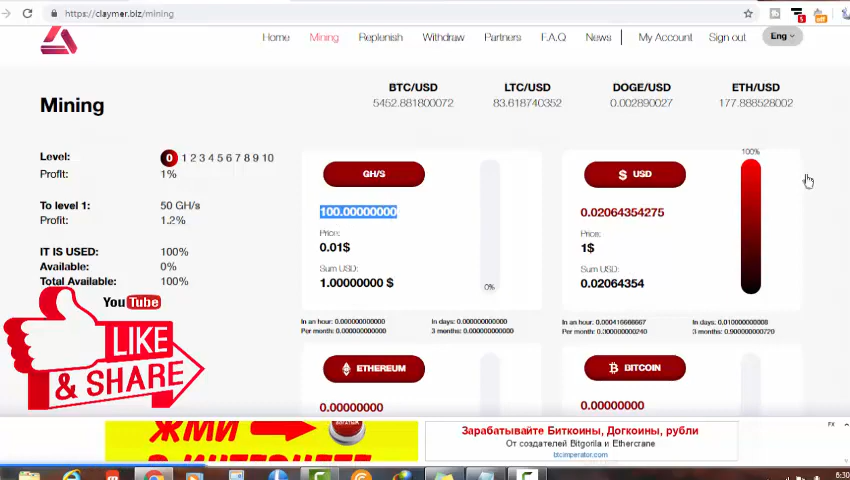 https://claymer.biz/mining
Home Mining Replenish Withdraw Partners F.A.Q News My Account Sign out Eng
Mining
BTC/USD LTC/USD DOGE/USD ETH/USD
5452.881800072 83.618740352 0.002890027 177.888528002
Level: 0 1 2 3 4 5 6 7 8 9 10
Profit: 1%
To level 1: 50 GH/s
Profit: 1.2%
IT IS USED: 100%
Available: 0%
Total Available: 100%
GH/S
100.00000000
Price:
0.01$
Sum USD:
1.00000000 $
0%
In an hour: 0.000000000000 In days: 0.000000000000
Per month: 0.000000000000 3 months: 0.000000000000
$ USD
100%
0.02064354275
Price:
1$
Sum USD:
0.02064354
In an hour: 0.000416666667 In days: 0.010000000008
Per month: 0.300000000240 3 months: 0.900000000720
ETHEREUM
0.00000000
BITCOIN
0.00000000
YouTube
LIKE
& SHARE
ЖМИ
В ИНТЕРНЕТЕ
Зарабатывайте Биткоины, Догкоины, рубли
От создателей Bitgorila и Ethercrane
btcimperator.com